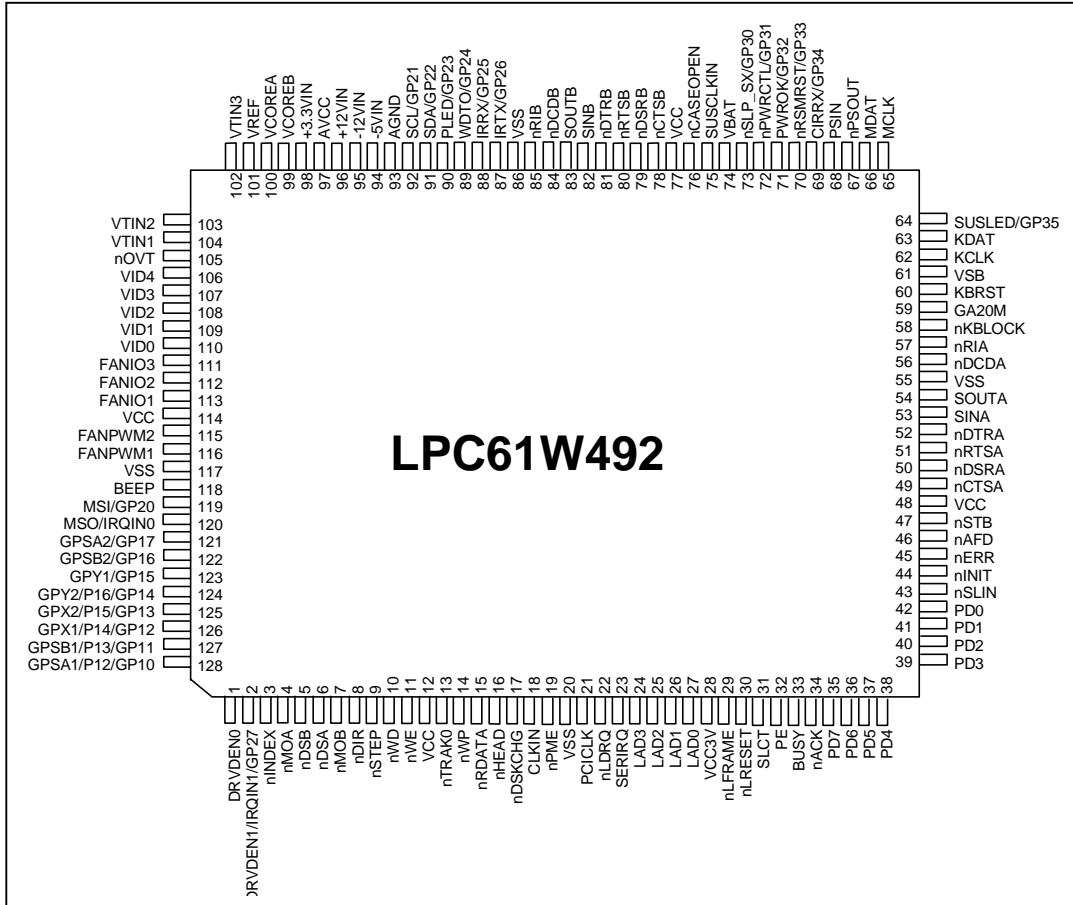 VTIN3
VREF
VCOREA
VCOREB
+3.3VIN
AVCC
+12VIN
-12VIN
-5VIN
AGND
SCL/GP21
SDA/GP22
PLED/GP23
WDTO/GP24
IRRX/GP25
IRTX/GP26
VSS
nRIB
nDCDB
SOUTB
SINB
nDTRB
nRTSB
nDSRB
nCTSB
VCC
nCASEOPEN
SUSCLKIN
VBAT
nSLP_SX/GP30
nPWRCTL/GP31
PWROK/GP32
nRSMRST/GP33
CIRRX/GP34
PSIN
nPSOUT
MDAT
MCLK
102
101
100
99
98
97
96
95
94
93
92
91
90
89
88
87
86
85
84
83
82
81
80
79
78
77
76
75
74
73
72
71
70
69
68
67
66
65
VTIN2 103
VTIN1 104
nOVT 105
VID4 106
VID3 107
VID2 108
VID1 109
VID0 110
FANIO3 111
FANIO2 112
FANIO1 113
VCC 114
FANPWM2 115
FANPWM1 116
VSS 117
BEEP 118
MSI/GP20 119
MSO/IRQIN0 120
GPSA2/GP17 121
GPSB2/GP16 122
GPY1/GP15 123
GPY2/P16/GP14 124
GPX2/P15/GP13 125
GPX1/P14/GP12 126
GPSB1/P13/GP11 127
GPSA1/P12/GP10 128
LPC61W492
64 SUSLED/GP35
63 KDAT
62 KCLK
61 VSB
60 KBRST
59 GA20M
58 nKBLOCK
57 nRIA
56 nDCDA
55 VSS
54 SOUTA
53 SINA
52 nDTRA
51 nRTSA
50 nDSRA
49 nCTSA
48 VCC
47 nSTB
46 nAFD
45 nERR
44 nINIT
43 nSLIN
42 PD0
41 PD1
40 PD2
39 PD3
1
2
3
4
5
6
7
8
9
10
11
12
13
14
15
16
17
18
19
20
21
22
23
24
25
26
27
28
29
30
31
32
33
34
35
36
37
38
DRVDEN0
DRVDEN1/IRQIN1/GP27
nINDEX
nMOA
nDSB
nDSA
nMOB
nDIR
nSTEP
nWD
nWE
VCC
nTRAK0
nWP
nRDATA
nHEAD
nDSKCHG
CLKIN
nPME
VSS
PCICLK
nLDRQ
SERIRQ
LAD3
LAD2
LAD1
LAD0
VCC3V
nLFRAME
nLRESET
SLCT
PE
BUSY
nACK
PD7
PD6
PD5
PD4